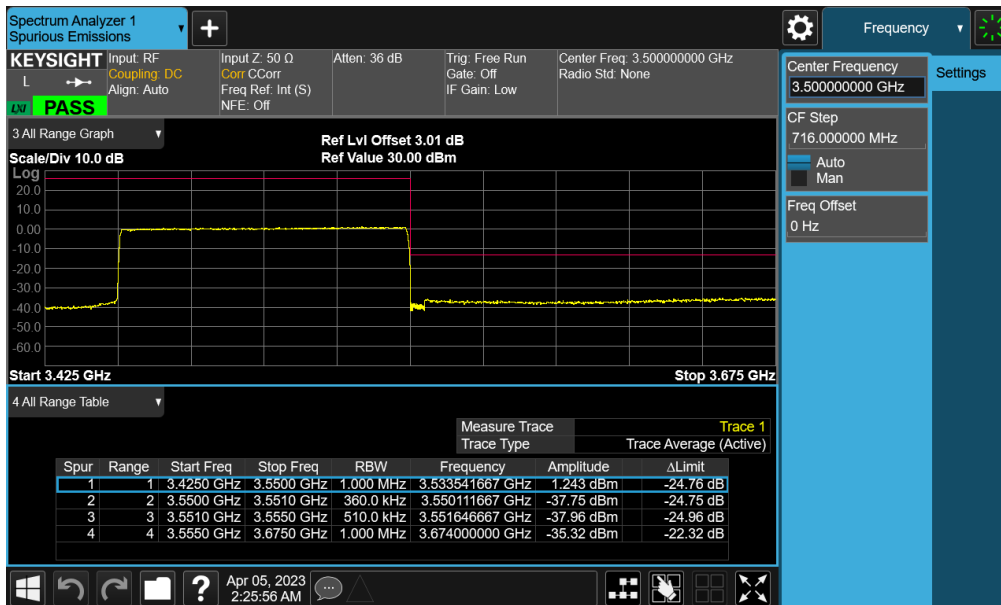 Spectrum Analyzer 1
Spurious Emissions
Frequency
KEYSIGHT
L
LXI
PASS
Input: RF
Coupling: DC
Align: Auto
Input Z: 50 Ω
Corr CCorr
Freq Ref: Int (S)
NFE: Off
Atten: 36 dB
Trig: Free Run
Gate: Off
IF Gain: Low
Center Freq: 3.500000000 GHz
Radio Std: None
3 All Range Graph
Scale/Div 10.0 dB
Ref Lvl Offset 3.01 dB
Ref Value 30.00 dBm
Log
20.0
10.0
0.00
-10.0
-20.0
-30.0
-40.0
-50.0
-60.0
Start 3.425 GHz
Stop 3.675 GHz
4 All Range Table
Measure Trace Trace 1
Trace Type Trace Average (Active)
Spur Range Start Freq Stop Freq RBW Frequency Amplitude ΔLimit
1 1 3.4250 GHz 3.5500 GHz 1.000 MHz 3.533541667 GHz 1.243 dBm -24.76 dB
2 2 3.5500 GHz 3.5510 GHz 360.0 kHz 3.550111667 GHz -37.75 dBm -24.75 dB
3 3 3.5510 GHz 3.5550 GHz 510.0 kHz 3.551646667 GHz -37.96 dBm -24.96 dB
4 4 3.5550 GHz 3.6750 GHz 1.000 MHz 3.674000000 GHz -35.32 dBm -22.32 dB
Center Frequency
3.500000000 GHz
Settings
CF Step
716.000000 MHz
Auto
Man
Freq Offset
0 Hz
?
Apr 05, 2023
2:25:56 AM